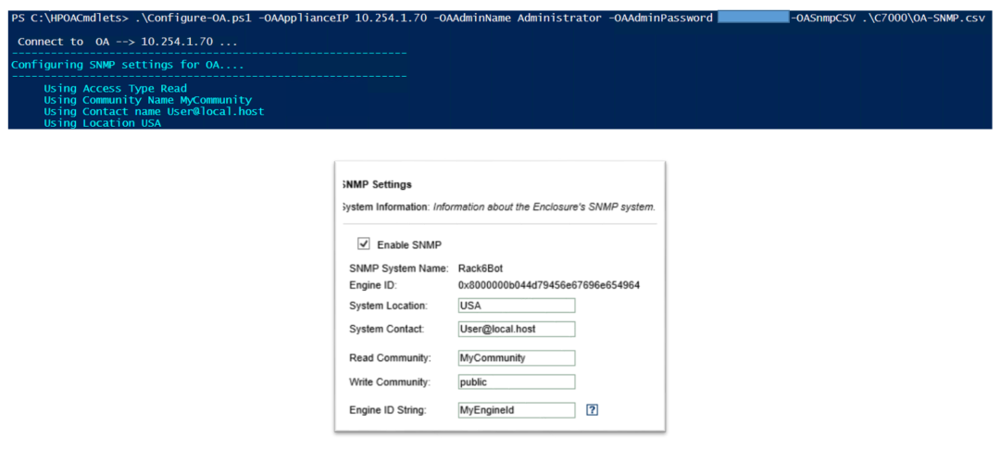 PS C:\HPOACmdlets> .\Configure-OA.ps1 -OAApplianceIP 10.254.1.70 -OAAdminName Administrator -OAAdminPassword -OASnmpCSV .\C7000\OA-SNMP.csv
Connect to OA --> 10.254.1.70 ...
-------------------------------------------------------------
Configuring SNMP settings for OA....
-------------------------------------------------------------
Using Access Type Read
Using Community Name MyCommunity
Using Contact name User@local.host
Using Location USA
SNMP Settings
System Information: Information about the Enclosure's SNMP system.
Enable SNMP
SNMP System Name: Rack6Bot
Engine ID: 0x8000000b044d79456e67696e654964
System Location: USA
System Contact: User@local.host
Read Community: MyCommunity
Write Community: public
Engine ID String: MyEngineId ?